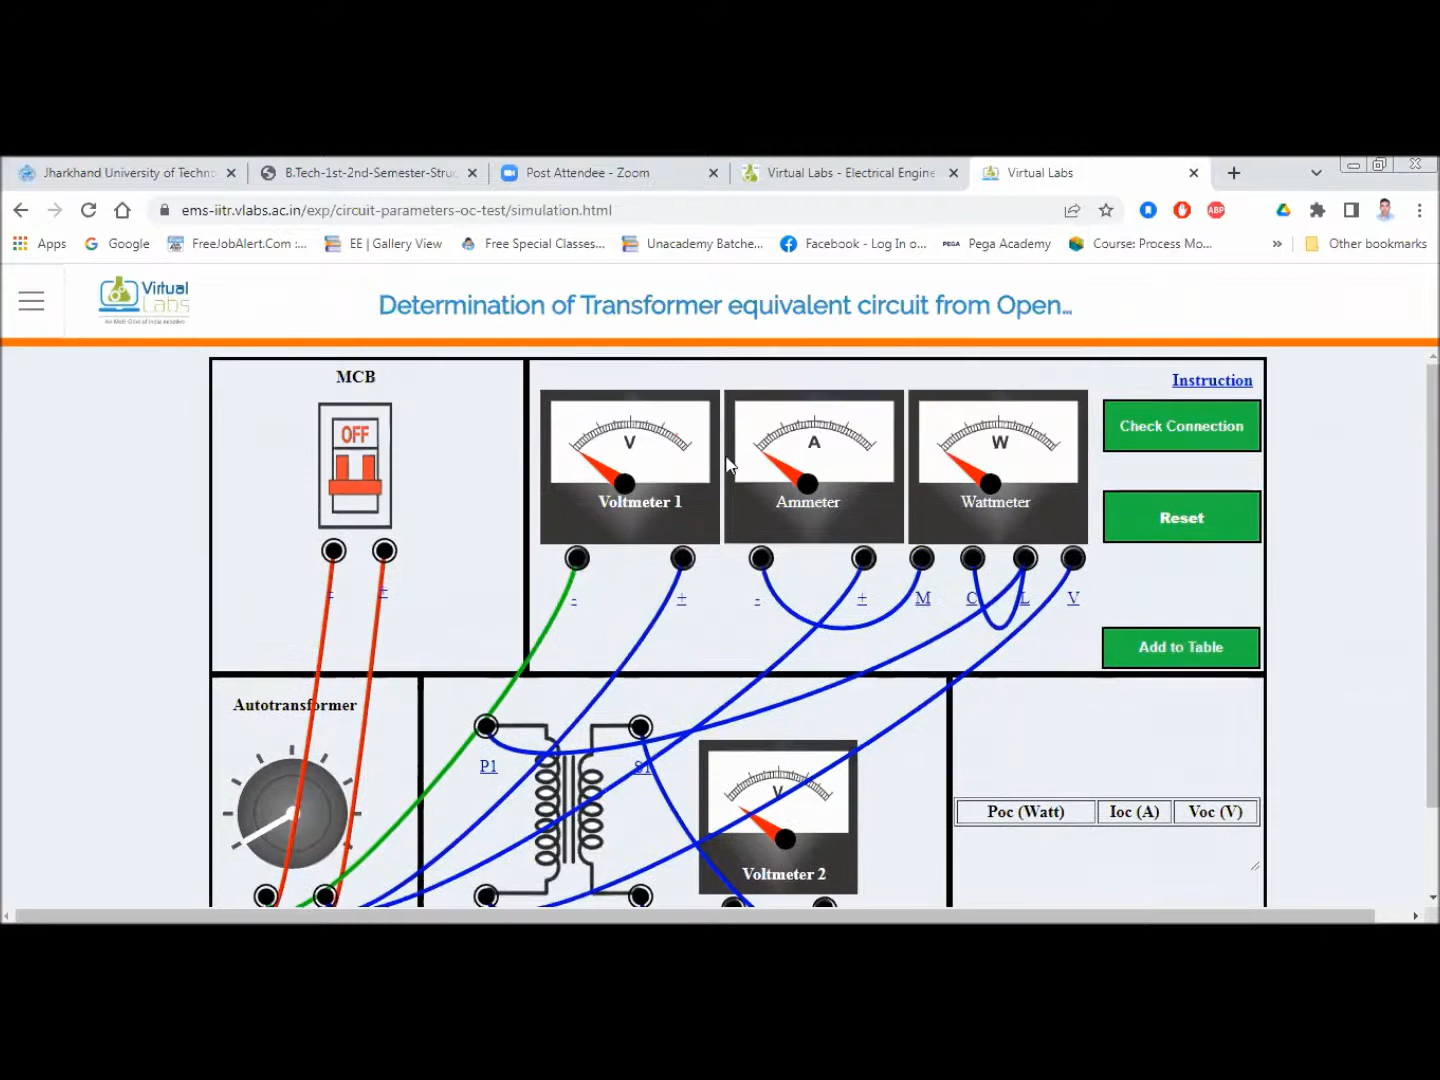 Jharkhand University of Techn
B.Tech-1st-2nd-Semester-Stru
Post Attendee - Zoom
Virtual Labs - Electrical Engine
Virtual Labs
ems-iitr.vlabs.ac.in/exp/circuit-parameters-oc-test/simulation.html
ABP
Apps
Google
FreeJobAlert.Com :...
EE | Gallery View
Free Special Classes...
Unacademy Batche...
Facebook - Log In o...
PEGA Pega Academy
Course: Process Mo...
»
Other bookmarks
Virtual
Labs
Determination of Transformer equivalent circuit from Open...
MCB
Instruction
OFF
V
A
W
Check Connection
Voltmeter 1
Ammeter
Wattmeter
Reset
- +
- + - + M C L V
Add to Table
Autotransformer
P1
S1
V
Poc (Watt) Ioc (A) Voc (V)
Voltmeter 2